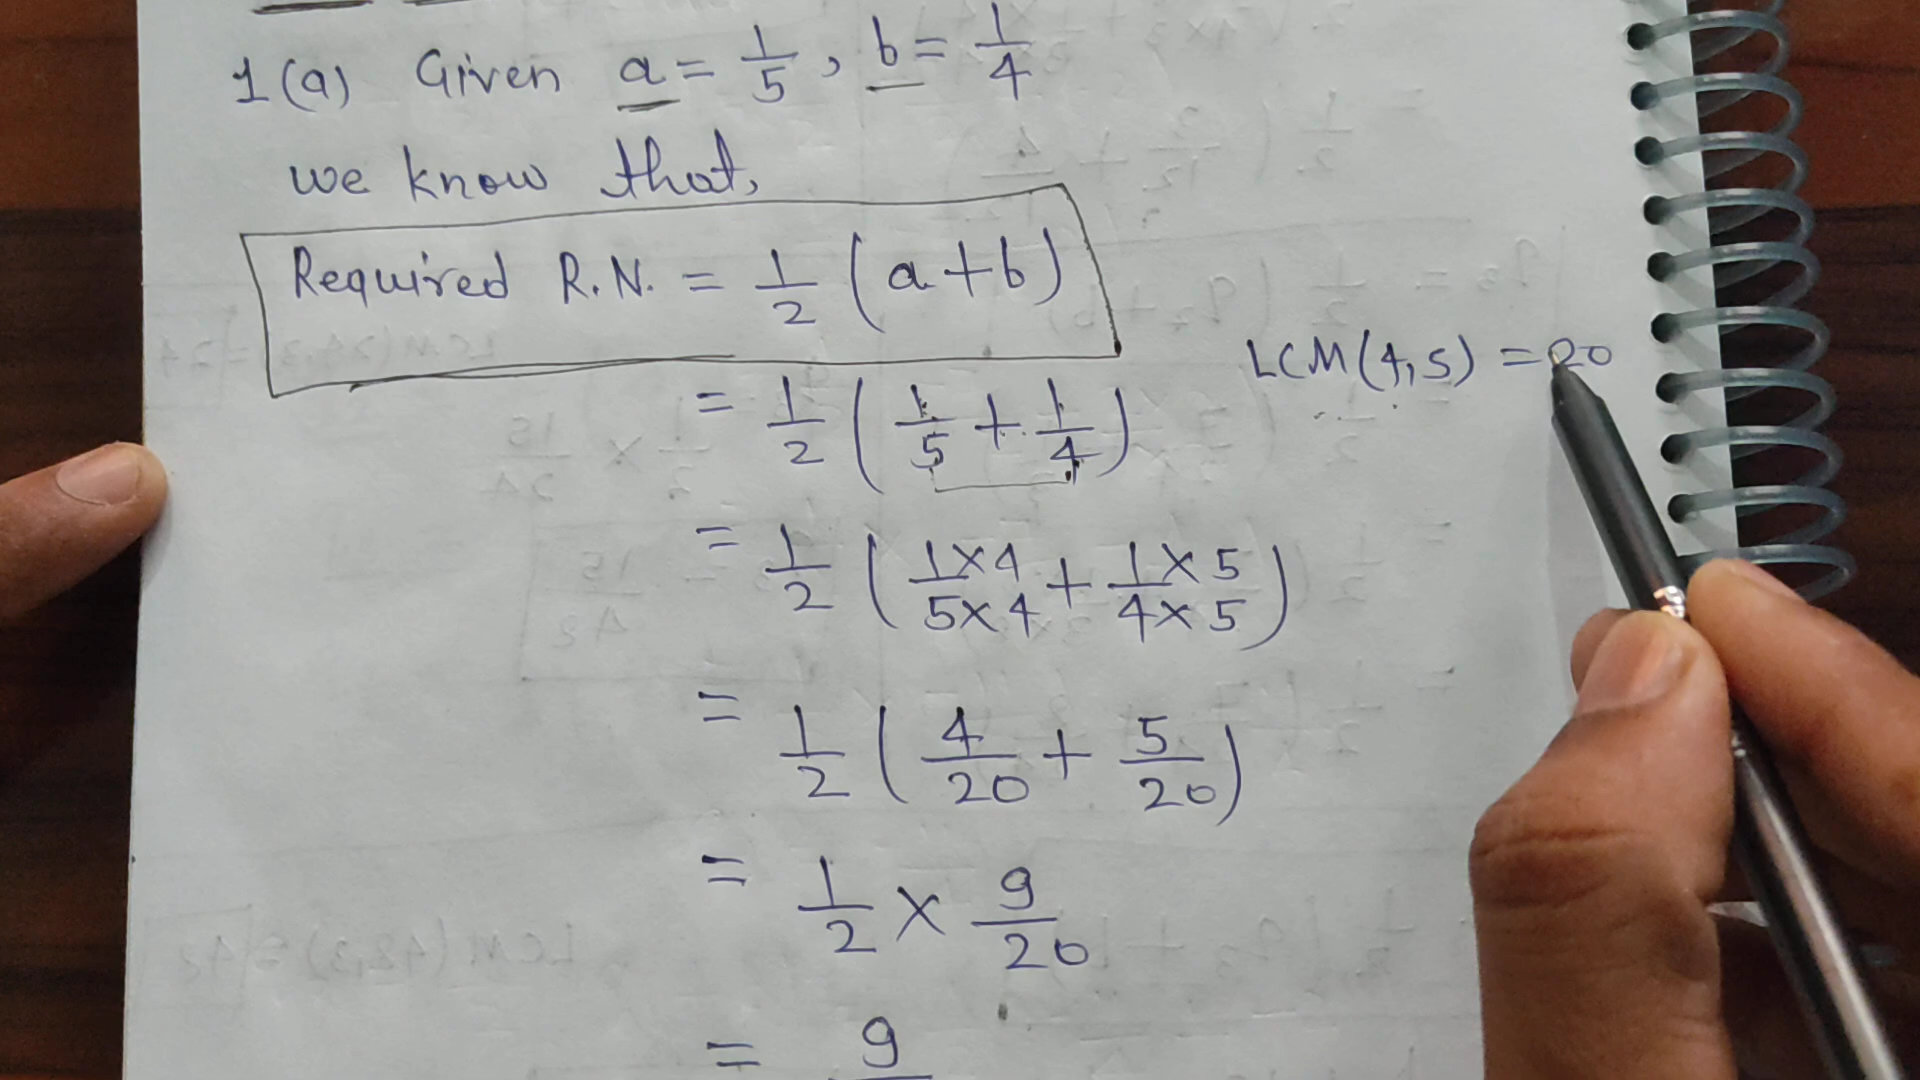 1(a) Given a = 1/5 , b = 1/4
we know that,
Required R.N. = 1/2 (a+b)
LCM(4,5) = 20
= 1/2 (1/5 + 1/4)
= 1/2 (1×4/5×4 + 1×5/4×5)
= 1/2 (4/20 + 5/20)
= 1/2 × 9/20
= 9